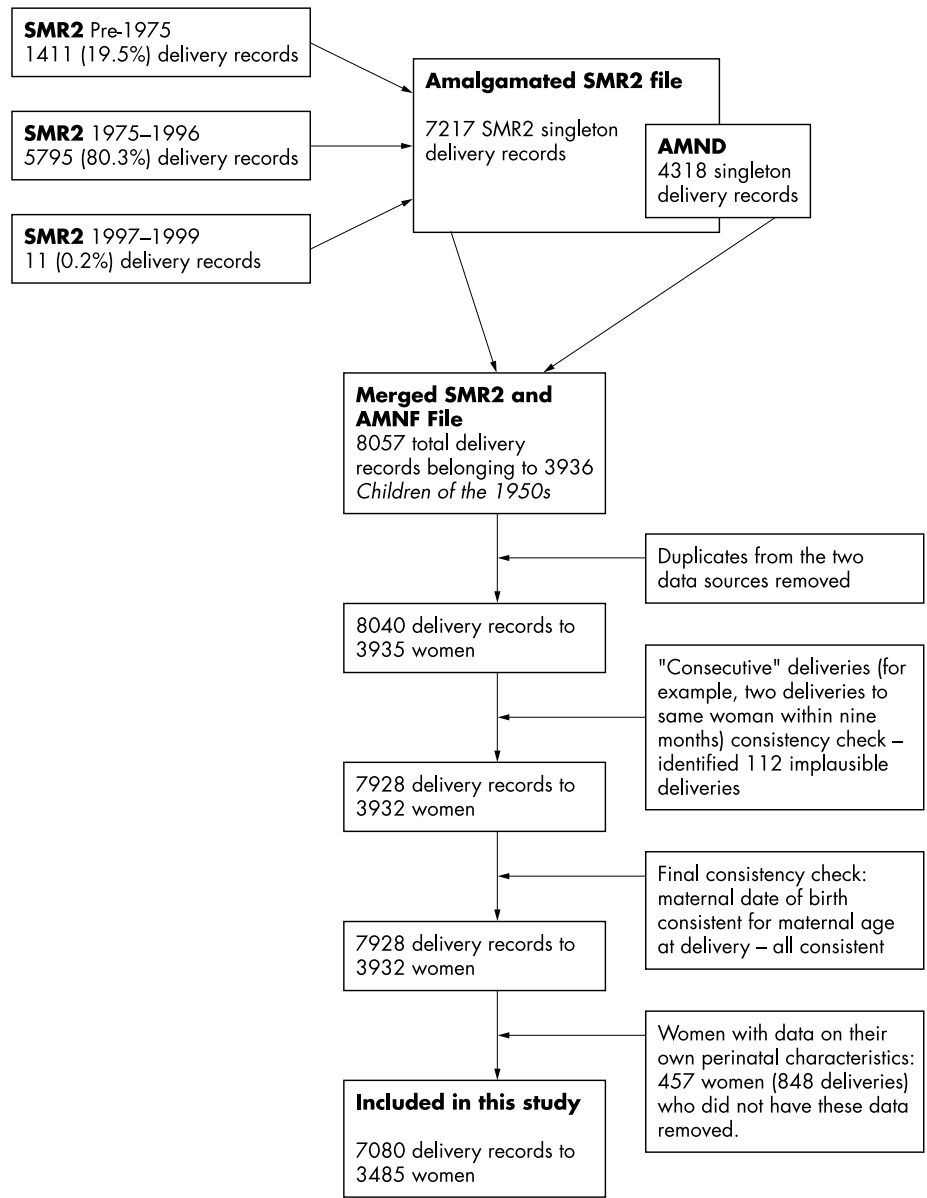 SMR2 Pre-1975
1411 (19.5%) delivery records
SMR2 1975–1996
5795 (80.3%) delivery records
SMR2 1997–1999
11 (0.2%) delivery records
Amalgamated SMR2 file
7217 SMR2 singleton
delivery records
AMND
4318 singleton
delivery records
Merged SMR2 and
AMNF File
8057 total delivery
records belonging to 3936
Children of the 1950s
Duplicates from the two
data sources removed
8040 delivery records to
3935 women
"Consecutive" deliveries (for
example, two deliveries to
same woman within nine
months) consistency check –
identified 112 implausible
deliveries
7928 delivery records to
3932 women
Final consistency check:
maternal date of birth
consistent for maternal age
at delivery – all consistent
7928 delivery records to
3932 women
Women with data on their
own perinatal characteristics:
457 women (848 deliveries)
who did not have these data
removed.
Included in this study
7080 delivery records to
3485 women